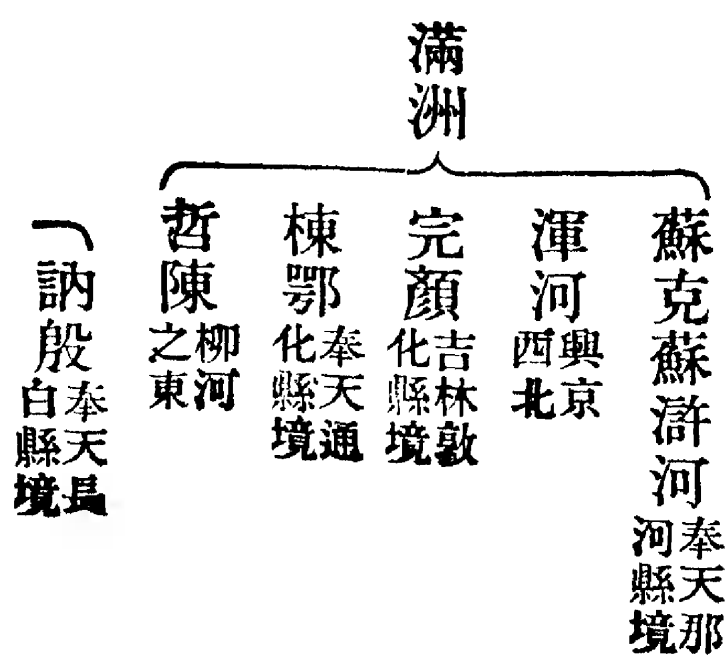 滿洲
蘇克蘇滸河
奉天那
河縣境
渾河
興京
西北
完顏
吉林敦
化縣境
棟鄂
奉天通
化縣境
哲陳
柳河
之東
訥殷
奉天長
白縣境